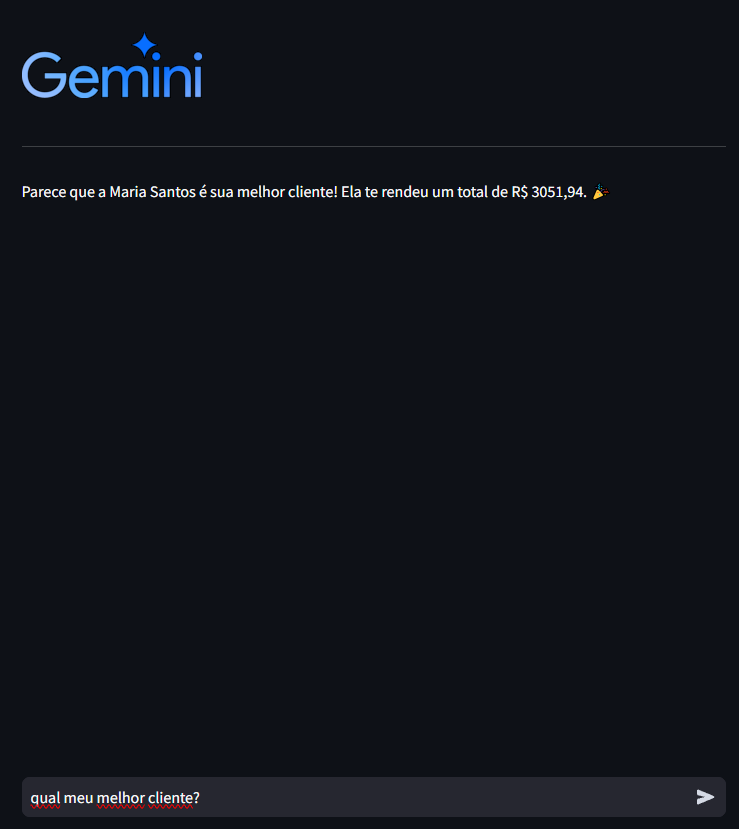 Gemini
Parece que a Maria Santos é sua melhor cliente! Ela te rendeu um total de R$ 3051,94. 🎉
qual meu melhor cliente?